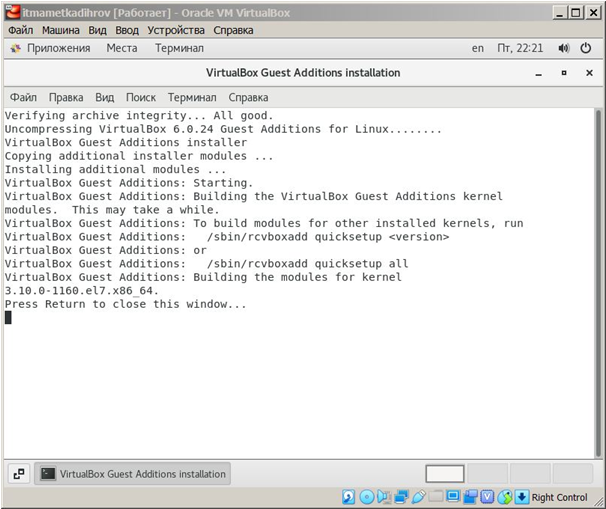 itmametkadihrov [Работает] - Oracle VM VirtualBox
Файл Машина Вид Ввод Устройства Справка
Приложения Места Терминал en Пт, 22:21
VirtualBox Guest Additions installation
Файл Правка Вид Поиск Терминал Справка
Verifying archive integrity... All good.
Uncompressing VirtualBox 6.0.24 Guest Additions for Linux........
VirtualBox Guest Additions installer
Copying additional installer modules ...
Installing additional modules ...
VirtualBox Guest Additions: Starting.
VirtualBox Guest Additions: Building the VirtualBox Guest Additions kernel
modules.  This may take a while.
VirtualBox Guest Additions: To build modules for other installed kernels, run
VirtualBox Guest Additions:   /sbin/rcvboxadd quicksetup <version>
VirtualBox Guest Additions: or
VirtualBox Guest Additions:   /sbin/rcvboxadd quicksetup all
VirtualBox Guest Additions: Building the modules for kernel
3.10.0-1160.el7.x86_64.
Press Return to close this window...
VirtualBox Guest Additions installation
Right Control